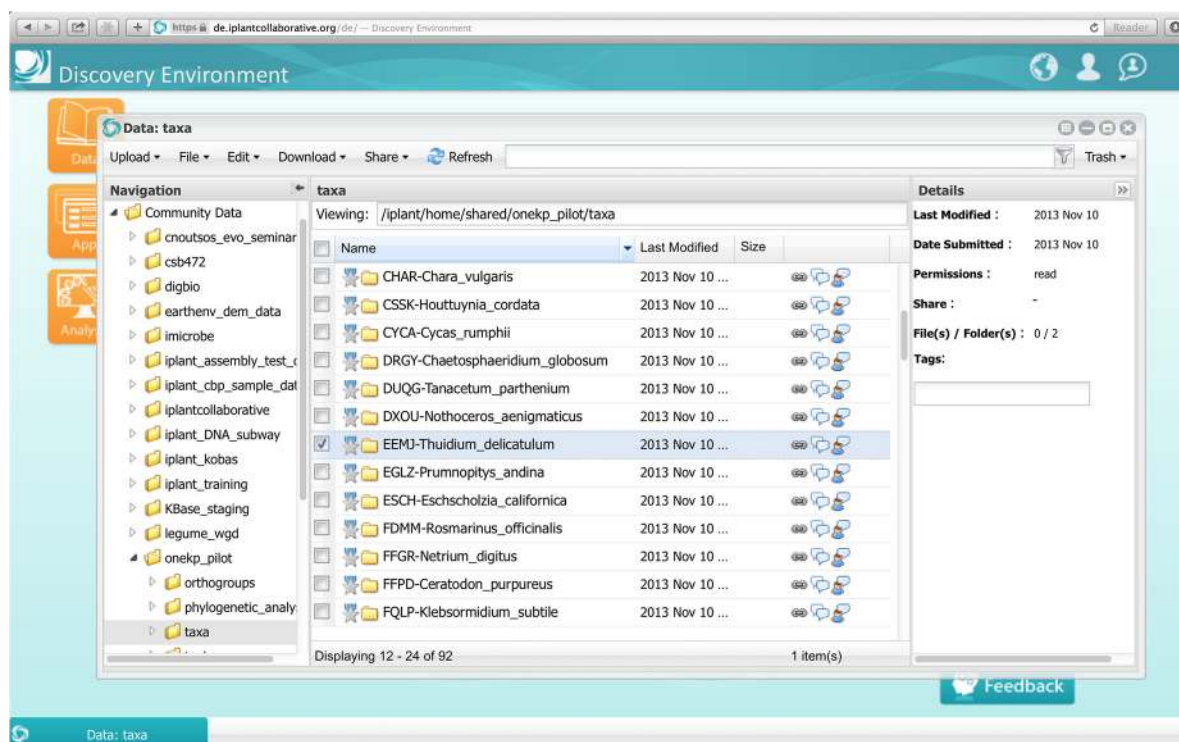 https de.iplantcollaborative.org/de/ — Discovery Environment Reader
Discovery Environment
Data: taxa
Upload File Edit Download Share Refresh Trash
Navigation
Community Data
cnoutsos_evo_seminar
csb472
digbio
earthenv_dem_data
imicrobe
iplant_assembly_test_
iplant_cbp_sample_dat
iplantcollaborative
iplant_DNA_subway
iplant_kobas
iplant_training
KBase_staging
legume_wgd
onekp_pilot
orthogroups
phylogenetic_analy
taxa
taxa
Viewing: /iplant/home/shared/onekp_pilot/taxa
Name Last Modified Size
CHAR-Chara_vulgaris 2013 Nov 10 ...
CSSK-Houttuynia_cordata 2013 Nov 10 ...
CYCA-Cycas_rumphii 2013 Nov 10 ...
DRGY-Chaetosphaeridium_globosum 2013 Nov 10 ...
DUQG-Tanacetum_parthenium 2013 Nov 10 ...
DXOU-Nothoceros_aenigmaticus 2013 Nov 10 ...
EEMJ-Thuidium_delicatulum 2013 Nov 10 ...
EGLZ-Prumnopitys_andina 2013 Nov 10 ...
ESCH-Eschscholzia_californica 2013 Nov 10 ...
FDMM-Rosmarinus_officinalis 2013 Nov 10 ...
FFGR-Netrium_digitus 2013 Nov 10 ...
FFPD-Ceratodon_purpureus 2013 Nov 10 ...
FQLP-Klebsormidium_subtile 2013 Nov 10 ...
Displaying 12 - 24 of 92 1 item(s)
Details
Last Modified : 2013 Nov 10
Date Submitted : 2013 Nov 10
Permissions : read
Share : -
File(s) / Folder(s) : 0 / 2
Tags:
Data
App
Analy
Feedback
Data: taxa